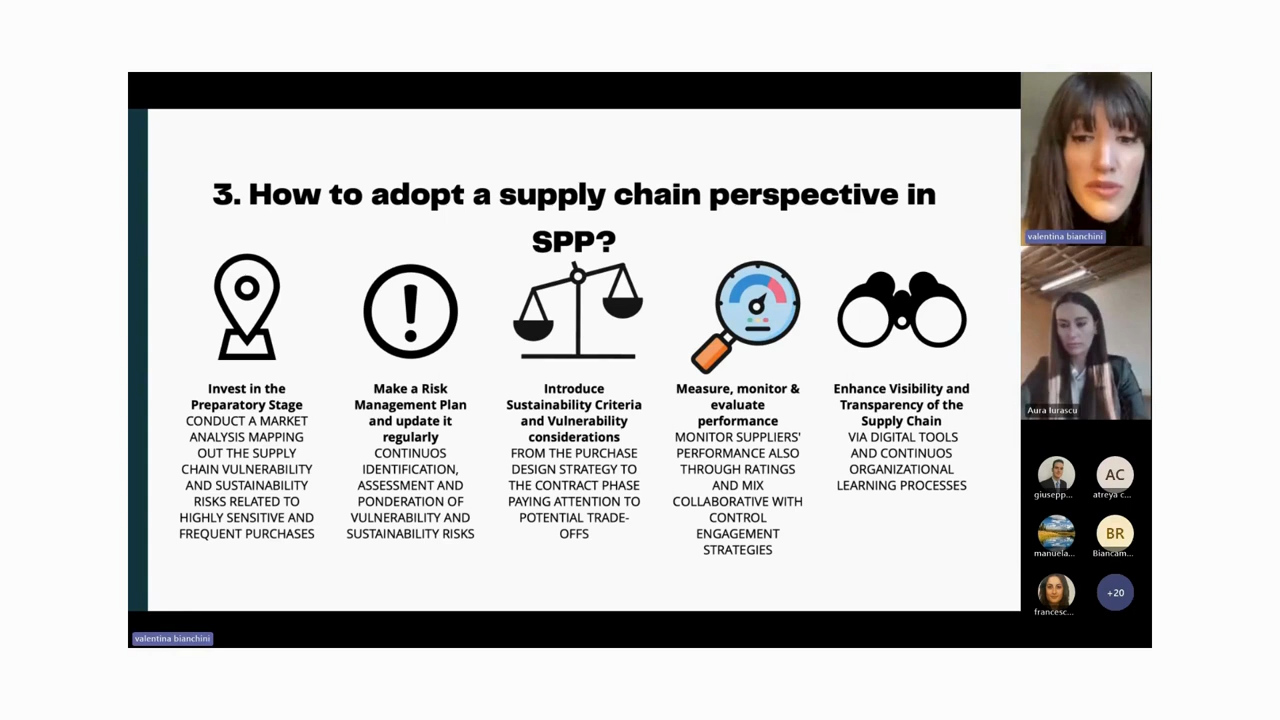 3. How to adopt a supply chain perspective in
SPP?
Invest in the
Preparatory Stage
CONDUCT A MARKET
ANALYSIS MAPPING
OUT THE SUPPLY
CHAIN VULNERABILITY
AND SUSTAINABILITY
RISKS RELATED TO
HIGHLY SENSITIVE AND
FREQUENT PURCHASES
Make a Risk
Management Plan
and update it
regularly
CONTINUOS
IDENTIFICATION,
ASSESSMENT AND
PONDERATION OF
VULNERABILITY AND
SUSTAINABILITY RISKS
Introduce
Sustainability Criteria
and Vulnerability
considerations
FROM THE PURCHASE
DESIGN STRATEGY TO
THE CONTRACT PHASE
PAYING ATTENTION TO
POTENTIAL TRADE-
OFFS
Measure, monitor &
evaluate
performance
MONITOR SUPPLIERS'
PERFORMANCE ALSO
THROUGH RATINGS
AND MIX
COLLABORATIVE WITH
CONTROL
ENGAGEMENT
STRATEGIES
Enhance Visibility and
Transparency of the
Supply Chain
VIA DIGITAL TOOLS
AND CONTINUOS
ORGANIZATIONAL
LEARNING PROCESSES
valentina bianchini
Aura Iurascu
AC
giusepp...
atreya c...
BR
manuela...
Biancam...
+20
francesc...
valentina bianchini